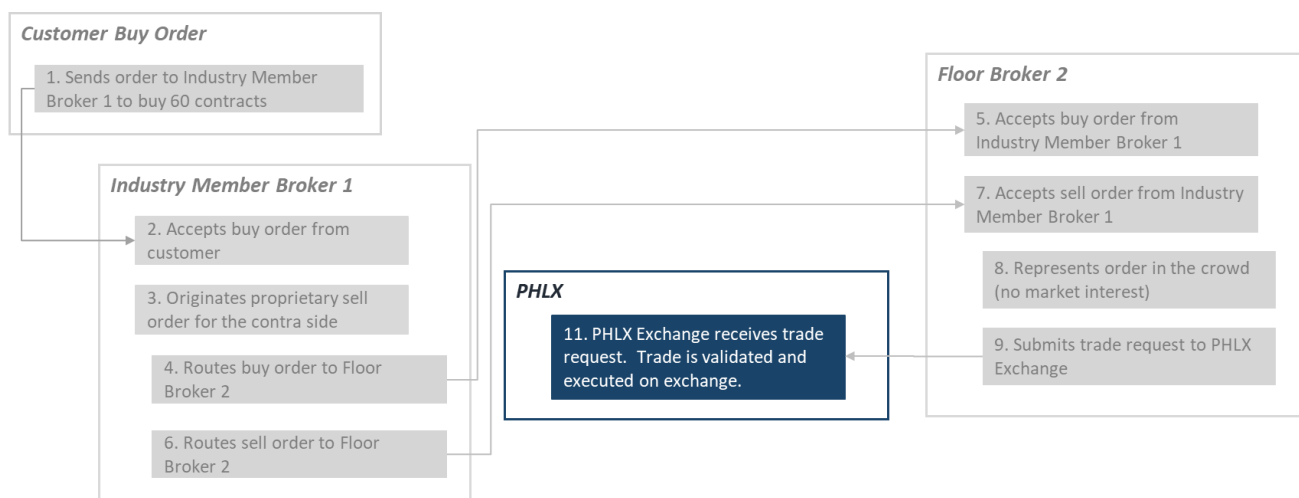 Customer Buy Order
1. Sends order to Industry Member
Broker 1 to buy 60 contracts
Industry Member Broker 1
2. Accepts buy order from
customer
3. Originates proprietary sell
order for the contra side
4. Routes buy order to Floor
Broker 2
6. Routes sell order to Floor
Broker 2
PHLX
11. PHLX Exchange receives trade
request.  Trade is validated and
executed on exchange.
Floor Broker 2
5. Accepts buy order from
Industry Member Broker 1
7. Accepts sell order from Industry
Member Broker 1
8. Represents order in the crowd
(no market interest)
9. Submits trade request to PHLX
Exchange